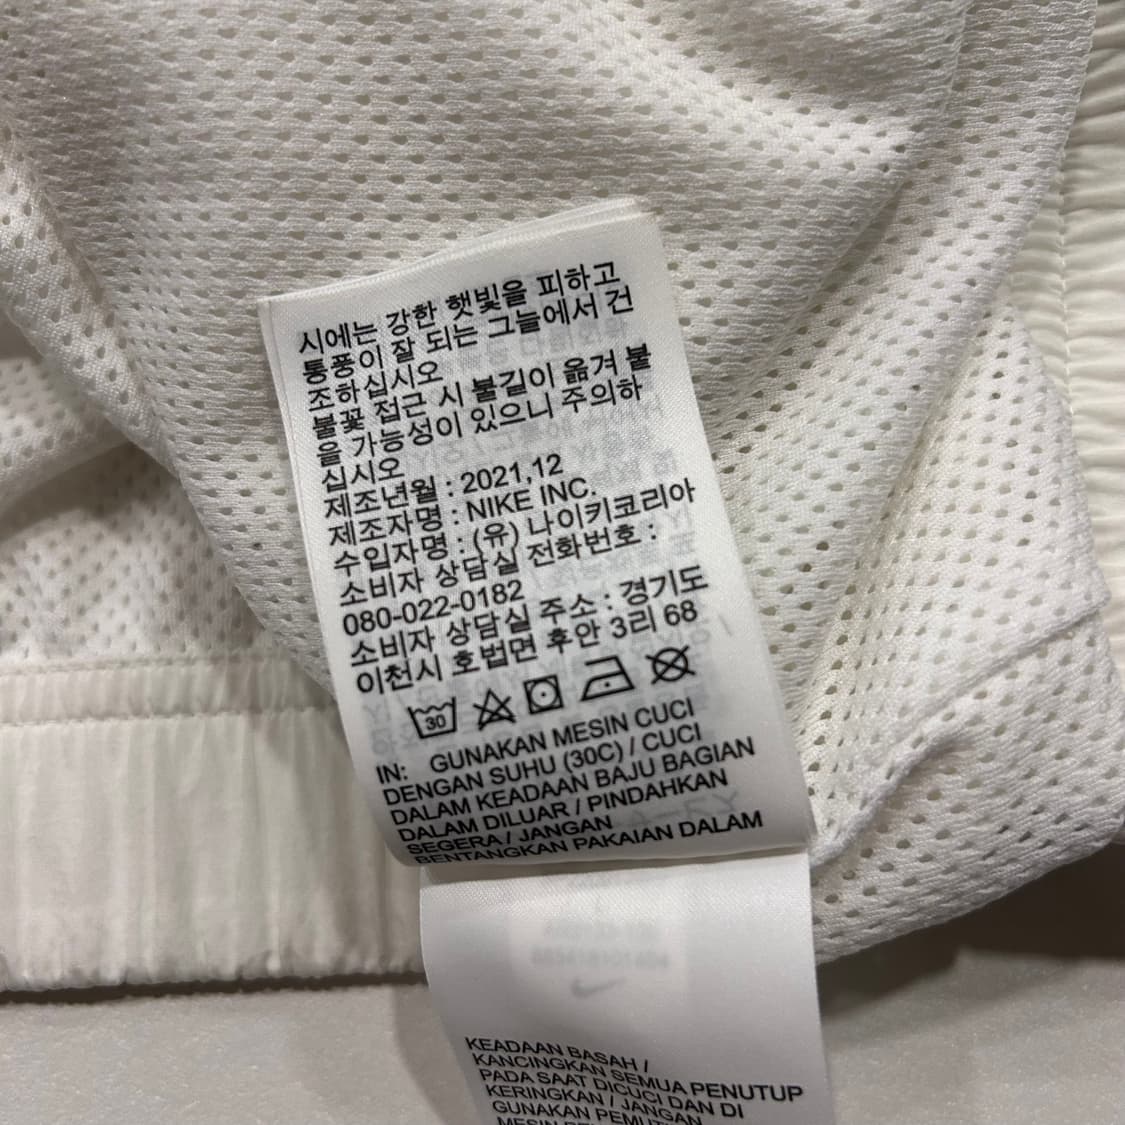 시에는 강한 햇빛을 피하고
통풍이 잘 되는 그늘에서 건
조하십시오
불꽃 접근 시 불길이 옮겨 붙
을 가능성이 있으니 주의하
십시오
제조년월 : 2021,12
제조자명 : NIKE INC.
수입자명 : (유) 나이키코리아
소비자 상담실 전화번호 :
080-022-0182
소비자 상담실 주소 : 경기도
이천시 호법면 후안 3리 68
30
IN: GUNAKAN MESIN CUCI
DENGAN SUHU (30C) / CUCI
DALAM KEADAAN BAJU BAGIAN
DALAM DILUAR / PINDAHKAN
SEGERA / JANGAN
BENTANGKAN PAKAIAN DALAM
KEADAAN BASAH /
KANCINGKAN SEMUA PENUTUP
PADA SAAT DICUCI DAN DI
KERINGKAN / JANGAN
GUNAKAN
MESIN